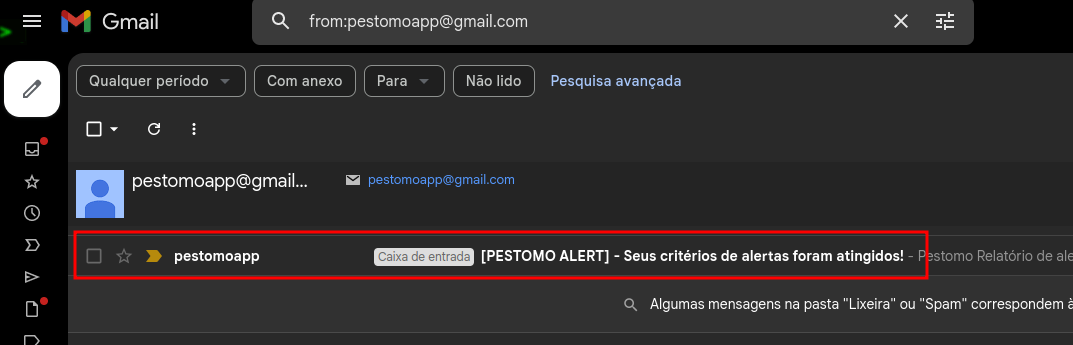 Gmail
from:pestomoapp@gmail.com
Qualquer período
Com anexo
Para
Não lido
Pesquisa avançada
pestomoapp@gmail...
pestomoapp@gmail.com
pestomoapp Caixa de entrada [PESTOMO ALERT] - Seus critérios de alertas foram atingidos! - Pestomo Relatório de ale
Algumas mensagens na pasta "Lixeira" ou "Spam" correspondem à